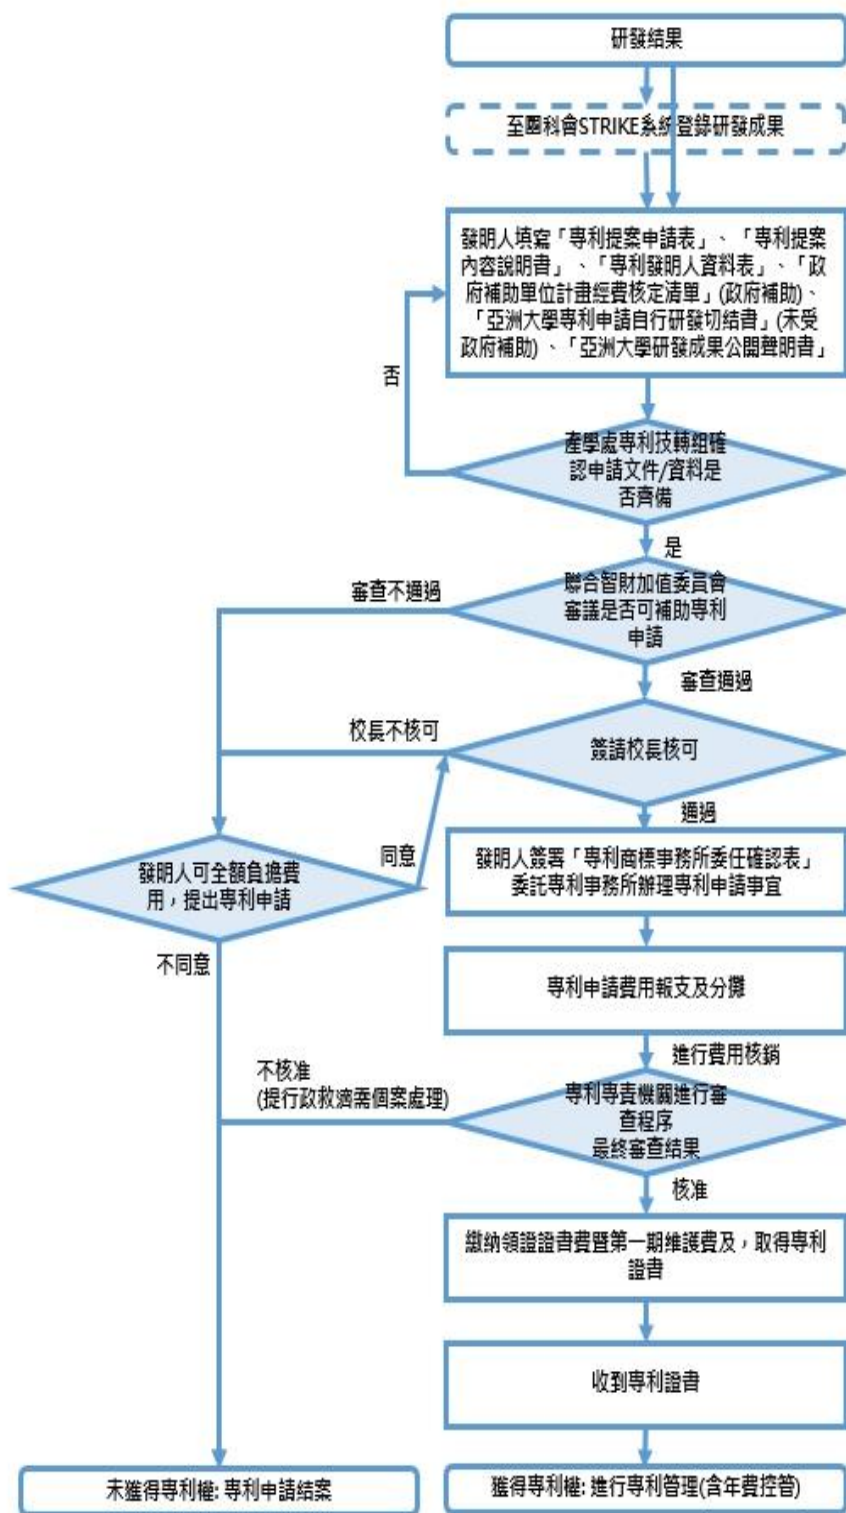 研發結果
至國科會STRIKE系統登錄研發成果
發明人填寫「專利提案申請表」、「專利提案
內容說明書」、「專利發明人資料表」、「政
府補助單位計畫經費核定清單」(政府補助)、
「亞洲大學專利申請自行研發切結書」(未受
政府補助)、「亞洲大學研發成果公開聲明書」
否
產學處專利技轉組確
認申請文件/資料是
否齊備
是
審查不通過
聯合智財加值委員會
審議是否可補助專利
申請
審查通過
校長不核可
簽請校長核可
通過
同意
發明人可全額負擔費
用，提出專利申請
發明人簽署「專利商標事務所委任確認表」
委託專利事務所辦理專利申請事宜
不同意
專利申請費用報支及分攤
進行費用核銷
不核准
(提行政救濟需個案處理)
專利專責機關進行審
查程序
最終審查結果
核准
繳納領證證書費暨第一期維護費及，取得專利
證書
收到專利證書
未獲得專利權: 專利申請結案
獲得專利權: 進行專利管理(含年費控管)